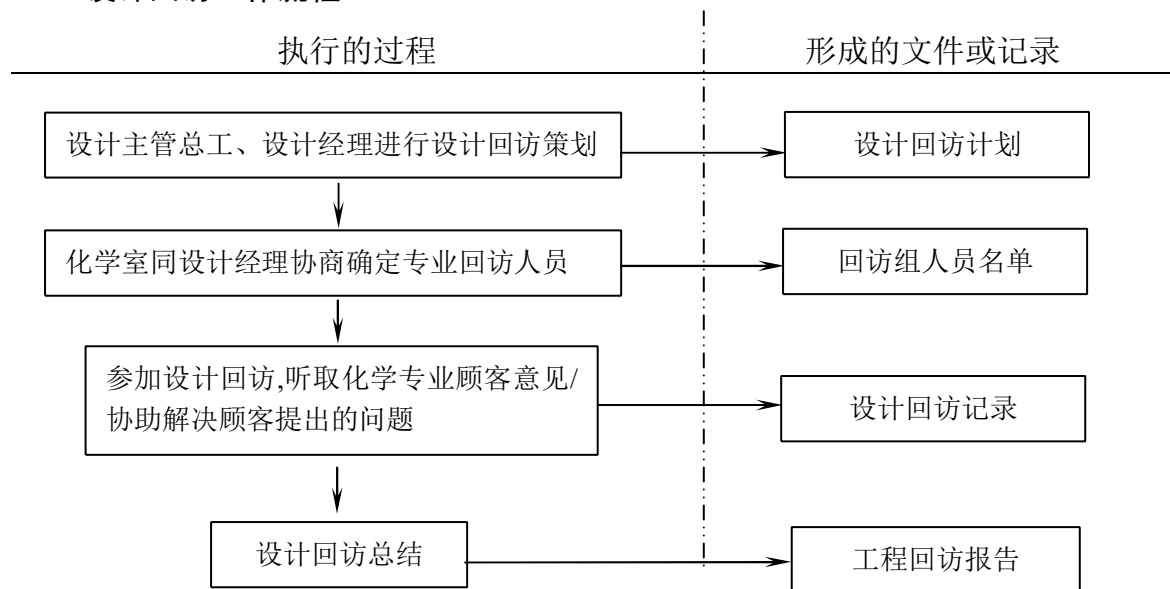 执行的过程
形成的文件或记录
设计主管总工、设计经理进行设计回访策划
设计回访计划
化学室同设计经理协商确定专业回访人员
回访组人员名单
参加设计回访,听取化学专业顾客意见/
协助解决顾客提出的问题
设计回访记录
设计回访总结
工程回访报告